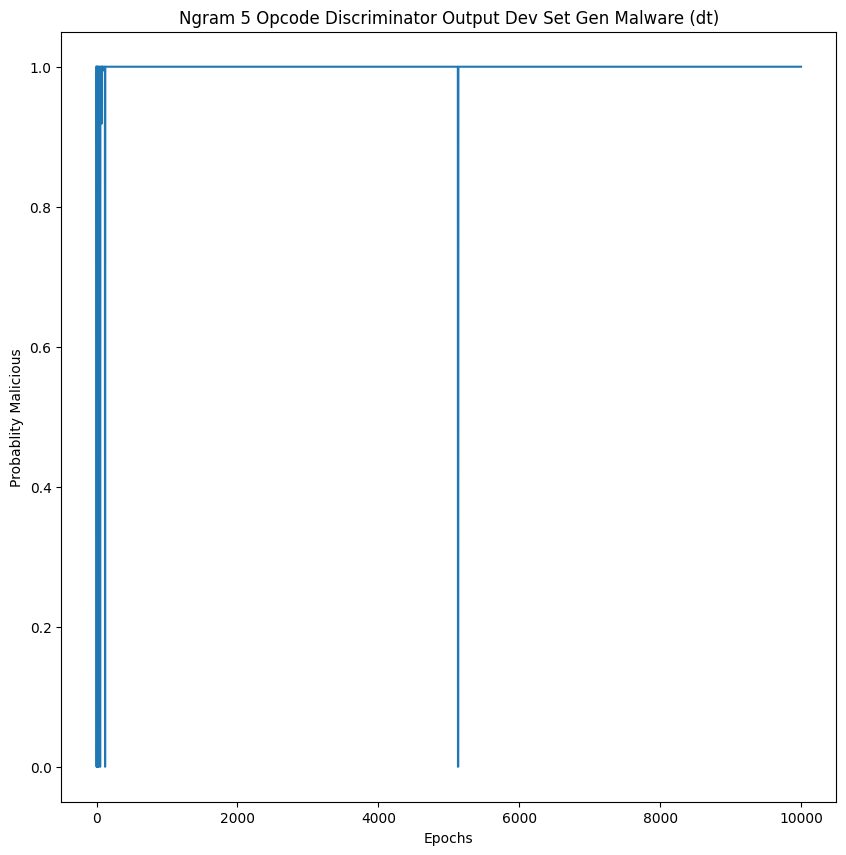 Ngram 5 Opcode Discriminator Output Dev Set Gen Malware (dt)
1.0
0.8
0.6
0.4
0.2
0.0
Probablity Malicious
0 2000 4000 6000 8000 10000
Epochs